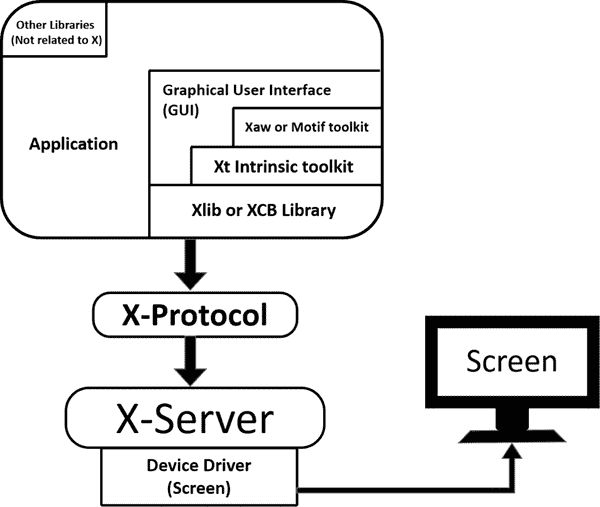 Other Libraries
(Not related to X)
Application
Graphical User Interface
(GUI)
Xaw or Motif toolkit
Xt Intrinsic toolkit
Xlib or XCB Library
X-Protocol
X-Server
Device Driver
(Screen)
Screen